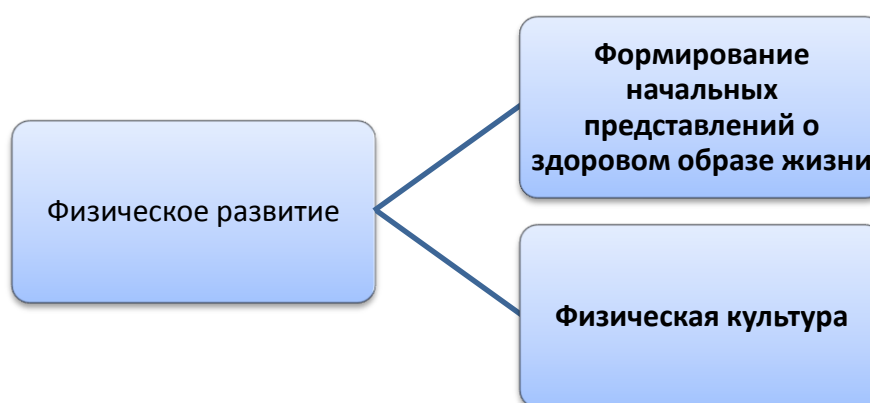 Формирование
начальных
представлений о
здоровом образе жизни
Физическое развитие
Физическая культура